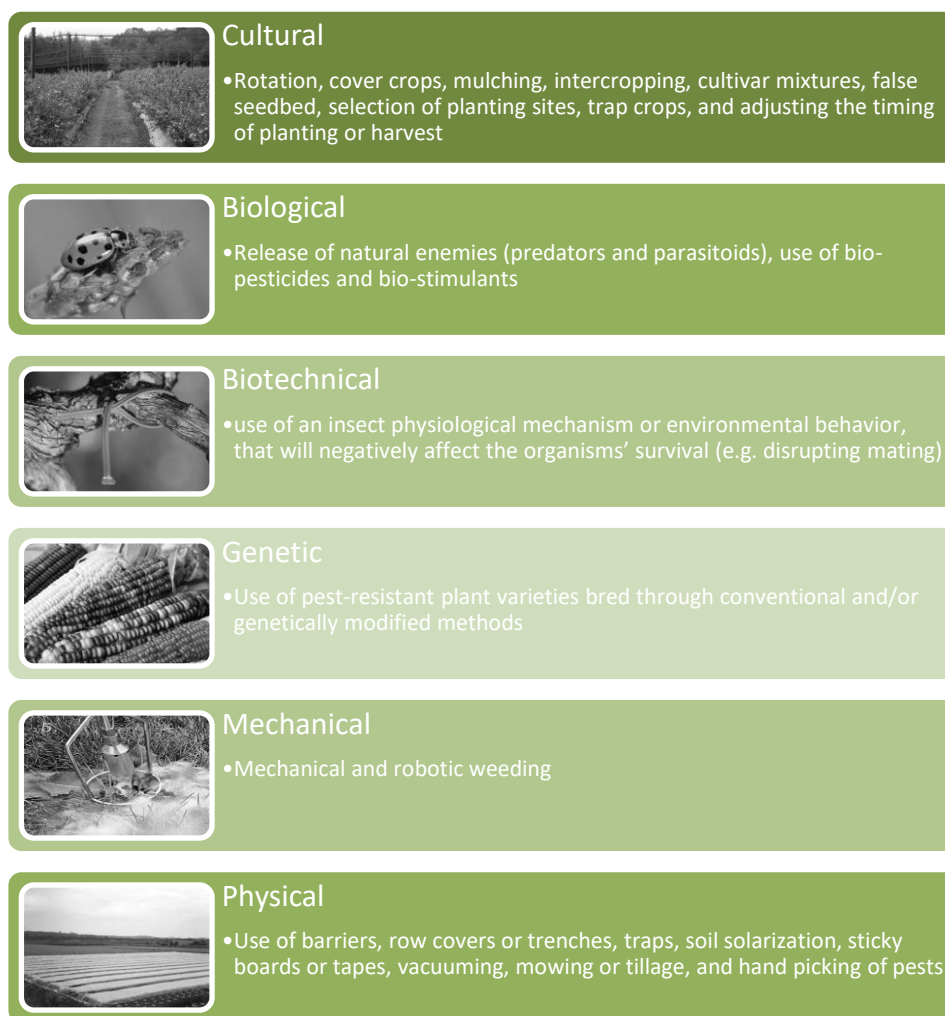 Cultural
•Rotation, cover crops, mulching, intercropping, cultivar mixtures, false
seedbed, selection of planting sites, trap crops, and adjusting the timing
of planting or harvest
Biological
•Release of natural enemies (predators and parasitoids), use of bio-
pesticides and bio-stimulants
Biotechnical
•use of an insect physiological mechanism or environmental behavior,
that will negatively affect the organisms’ survival (e.g. disrupting mating)
Genetic
•Use of pest-resistant plant varieties bred through conventional and/or
genetically modified methods
Mechanical
•Mechanical and robotic weeding
Physical
•Use of barriers, row covers or trenches, traps, soil solarization, sticky
boards or tapes, vacuuming, mowing or tillage, and hand picking of pests